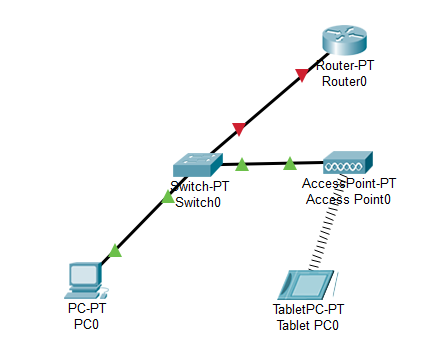 Router-PT
Router0
Switch-PT
Switch0
AccessPoint-PT
Access Point0
PC-PT
PC0
TabletPC-PT
Tablet PC0